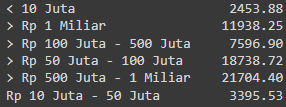 < 10 Juta 2453.88
> Rp 1 Miliar 11938.25
> Rp 100 Juta - 500 Juta 7596.90
> Rp 50 Juta - 100 Juta 18738.72
> Rp 500 Juta - 1 Miliar 21704.40
Rp 10 Juta - 50 Juta 3395.53